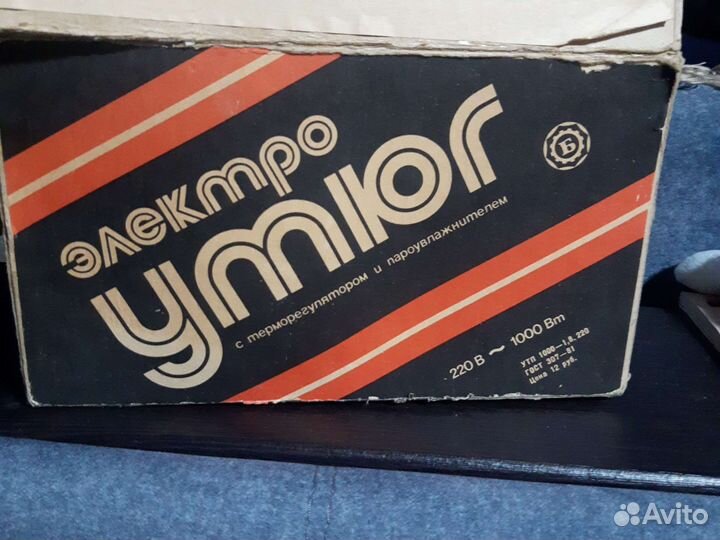 электро
утюг
с терморегулятором и пароувлажнителем
Б
220 В ~ 1000 Вт
УТП 1000—1,8. 220
ГОСТ 307—81
Цена 12 руб.
Avito